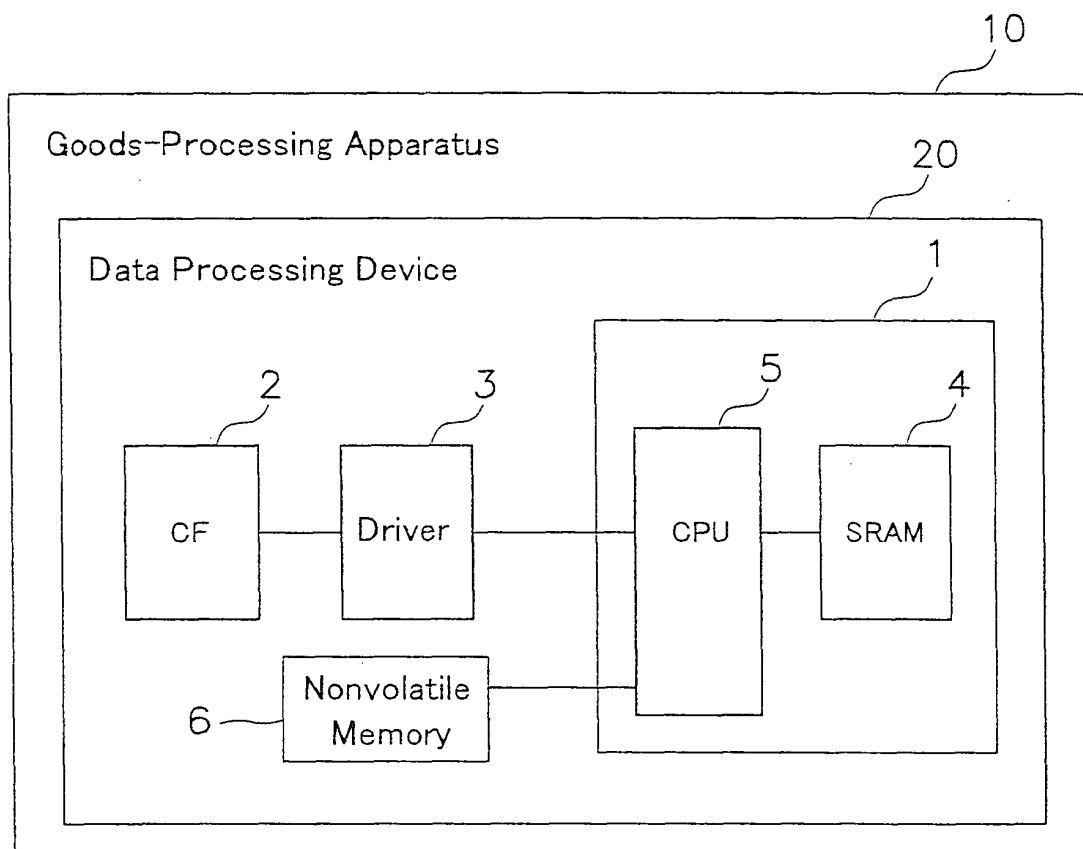 10
Goods-Processing Apparatus
20
Data Processing Device
1
2
3
5
4
CF
Driver
CPU
SRAM
Nonvolatile
Memory
6